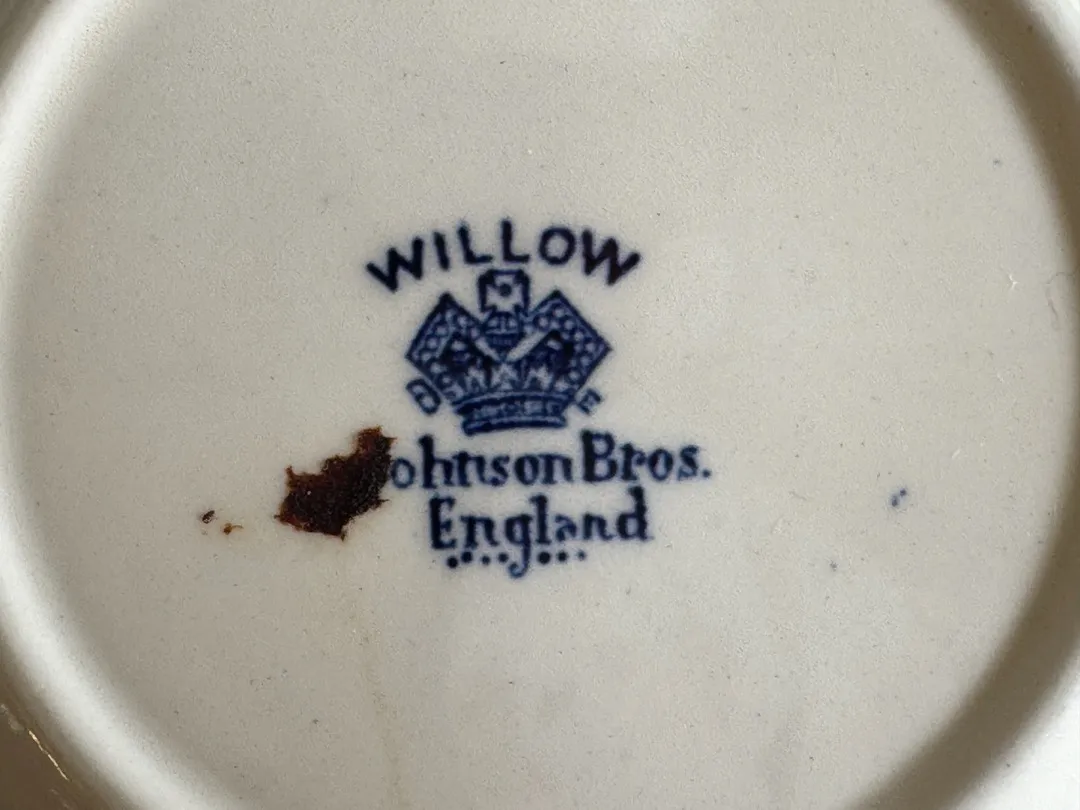 WILLOW
G E
ohnson Bros.
England